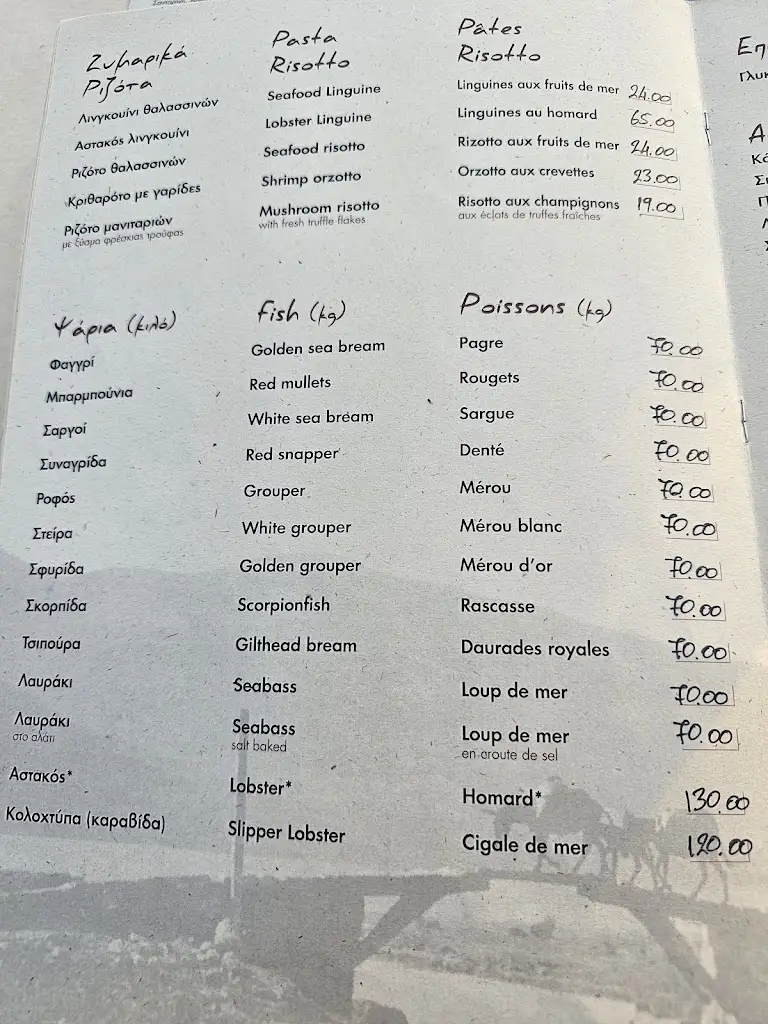 Ζυμαρικά
Ριζότα
Pasta
Risotto
Pâtes
Risotto
Λινγκουίνι θαλασσινών Seafood Linguine Linguines aux fruits de mer 24.00
Αστακός λινγκουίνι Lobster Linguine Linguines au homard 65.00
Ριζότο θαλασσινών Seafood risotto Rizotto aux fruits de mer 24.00
Κριθαρότο με γαρίδες Shrimp orzotto Orzotto aux crevettes 23.00
Ριζότο μανιταριών Mushroom risotto Risotto aux champignons 19.00
με ξύσμα φρέσκιας τρούφας with fresh truffle flakes aux éclats de truffes fraîches
Ψάρια (κιλό) Fish (kg) Poissons (kg)
Φαγγρί Golden sea bream Pagre 70.00
Μπαρμπούνια Red mullets Rougets 70.00
Σαργοί White sea bream Sargue 70.00
Συναγρίδα Red snapper Denté 70.00
Ροφός Grouper Mérou 70.00
Στείρα White grouper Mérou blanc 70.00
Σφυρίδα Golden grouper Mérou d'or 70.00
Σκορπίδα Scorpionfish Rascasse 70.00
Τσιπούρα Gilthead bream Daurades royales 70.00
Λαυράκι Seabass Loup de mer 70.00
Λαυράκι Seabass Loup de mer 70.00
στο αλάτι salt baked en croute de sel
Αστακός* Lobster* Homard* 130.00
Κολοχτύπα (καραβίδα) Slipper Lobster Cigale de mer 120.00